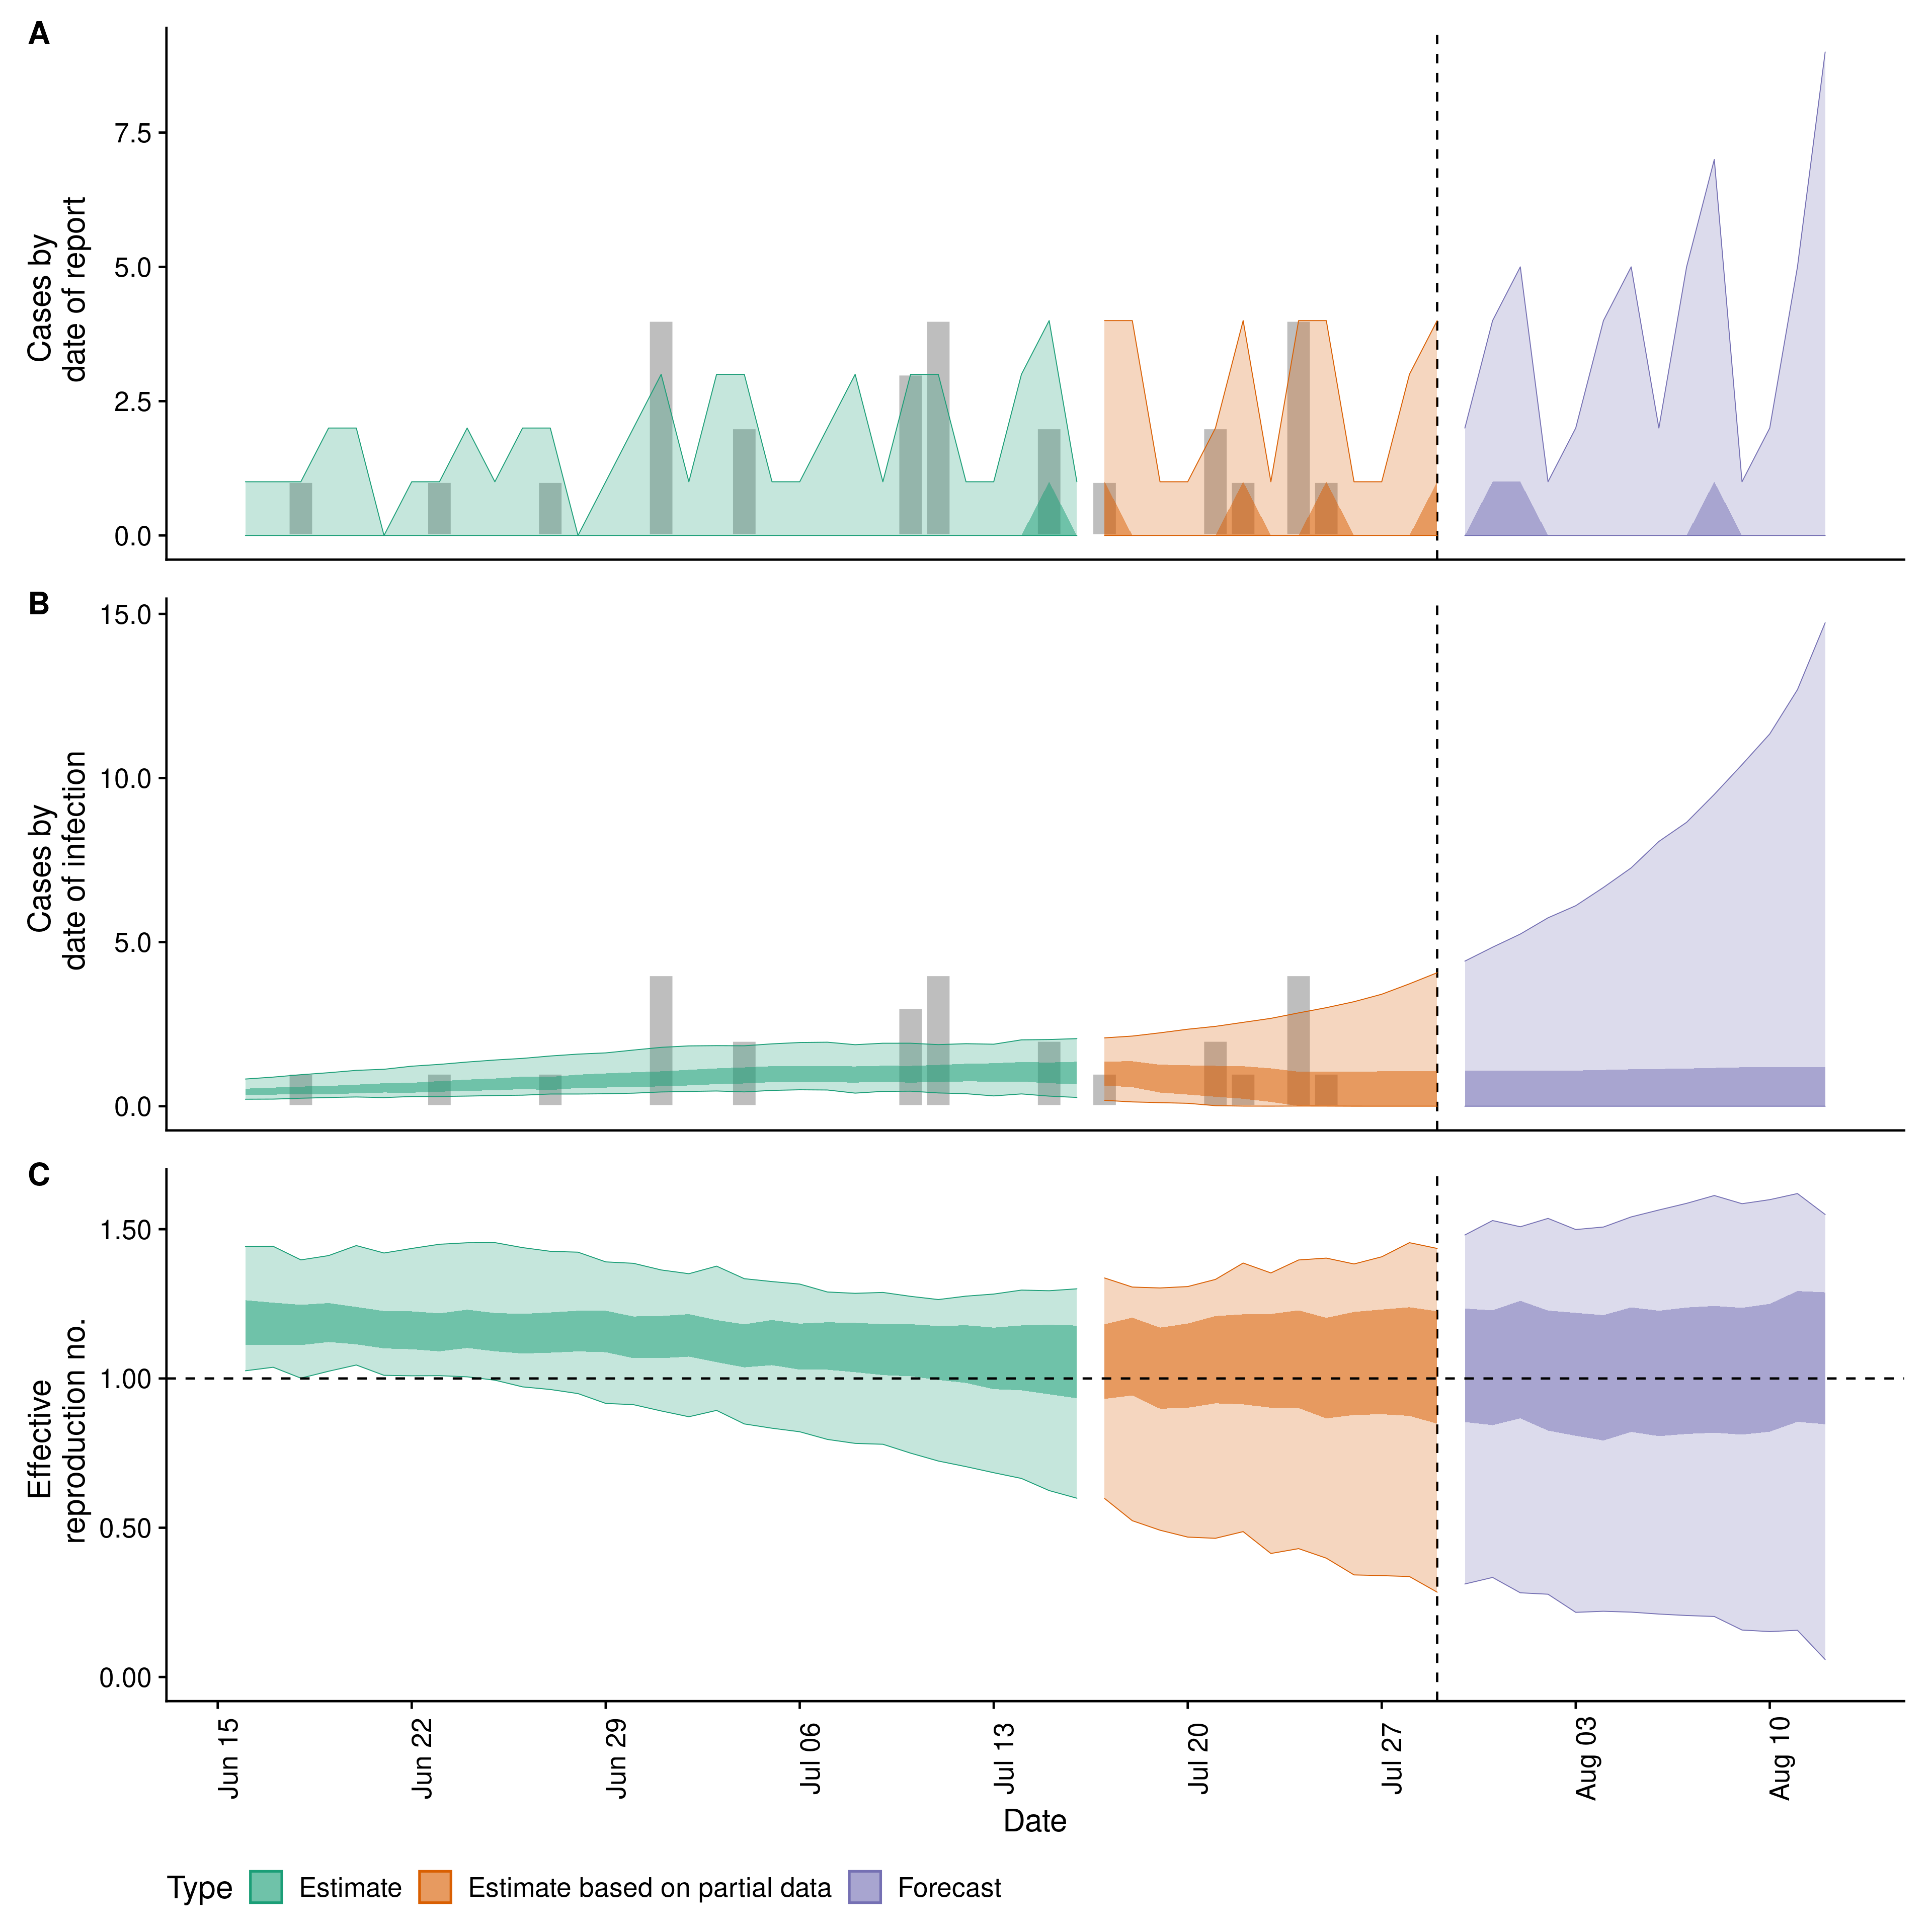 A
7.5
5.0
2.5
0.0
Cases by
date of report
B
15.0
10.0
5.0
0.0
Cases by
date of infection
C
1.50
1.00
0.50
0.00
Effective
reproduction no.
Jun 15
Jun 22
Jun 29
Jul 06
Jul 13
Jul 20
Jul 27
Aug 03
Aug 10
Date
Type Estimate Estimate based on partial data Forecast